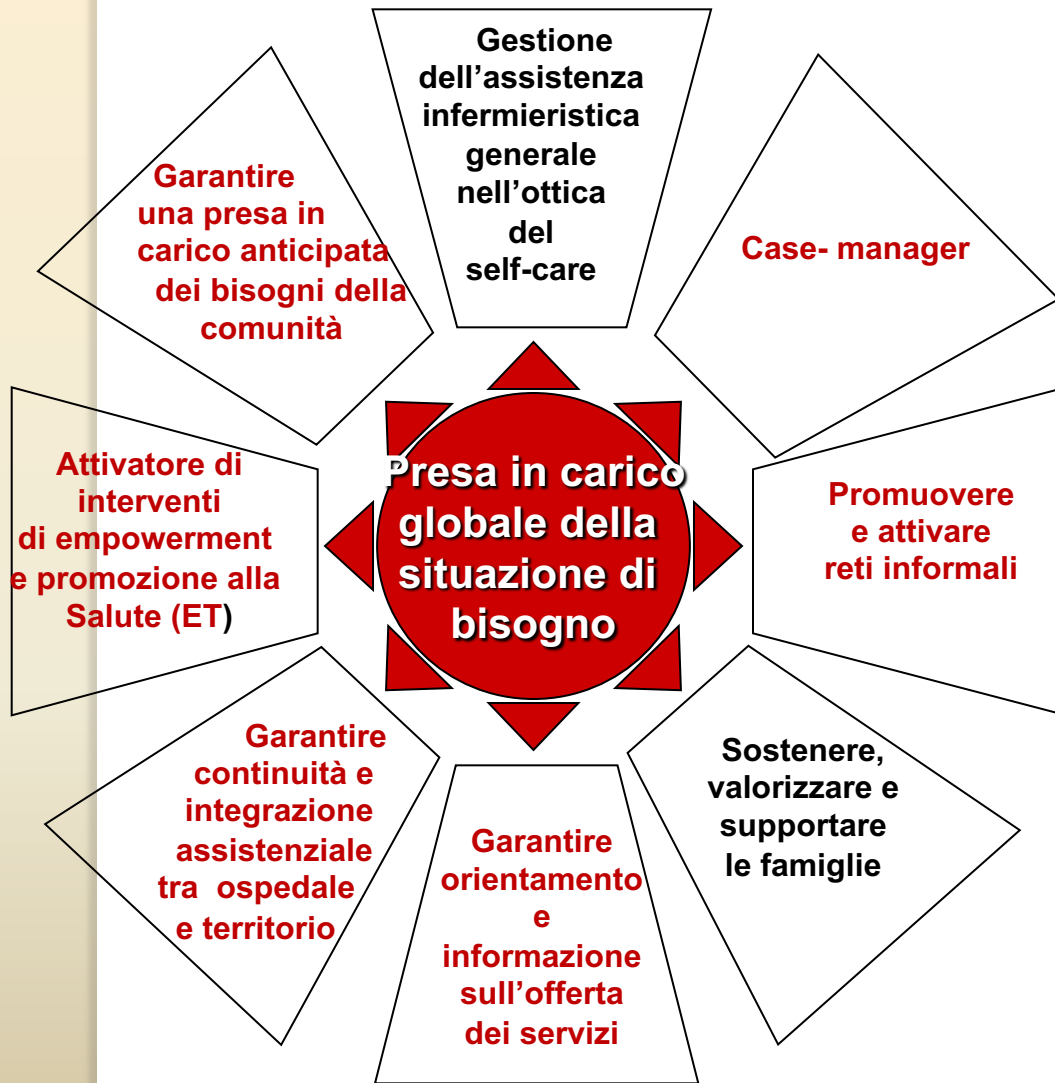 Gestione
dell’assistenza
infermieristica
generale
nell’ottica
del
self-care
Case- manager
Promuovere
e attivare
reti informali
Sostenere,
valorizzare e
supportare
le famiglie
Garantire
orientamento
e
informazione
sull’offerta
dei servizi
Garantire
continuità e
integrazione
assistenziale
tra ospedale
e territorio
Attivatore di
interventi
di empowerment
e promozione alla
Salute (ET)
Garantire
una presa in
carico anticipata
dei bisogni della
comunità
Presa in carico
globale della
situazione di
bisogno